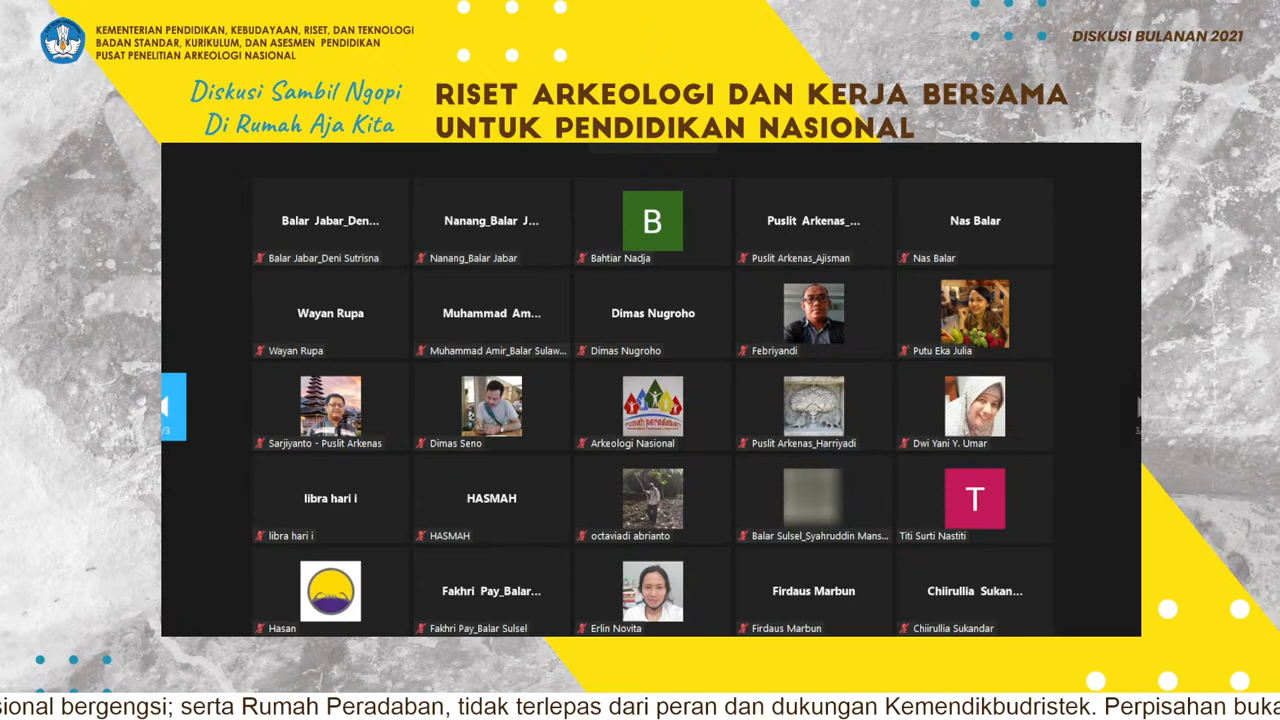 KEMENTERIAN PENDIDIKAN, KEBUDAYAAN, RISET, DAN TEKNOLOGI
BADAN STANDAR, KURIKULUM, DAN ASESMEN PENDIDIKAN
PUSAT PENELITIAN ARKEOLOGI NASIONAL
DISKUSI BULANAN 2021
Diskusi Sambil Ngopi
Di Rumah Aja Kita
RISET ARKEOLOGI DAN KERJA BERSAMA
UNTUK PENDIDIKAN NASIONAL
Balar Jabar_Den...
Nanang_Balar J...
B
Puslit Arkenas_...
Nas Balar
Balar Jabar_Deni Sutrisna
Nanang_Balar Jabar
Bahtiar Nadja
Puslit Arkenas_Ajisman
Nas Balar
Wayan Rupa
Muhammad Am...
Dimas Nugroho
Wayan Rupa
Muhammad Amir_Balar Sulaw...
Dimas Nugroho
Febriyandi
Putu Eka Julia
rumah peradaban
/3
Sarjiyanto - Puslit Arkenas
Dimas Seno
Arkeologi Nasional
Puslit Arkenas_Harriyadi
Dwi Yani Y. Umar
libra hari i
HASMAH
T
libra hari i
HASMAH
octaviadi abrianto
Balar Sulsel_Syahruddin Mans...
Titi Surti Nastiti
Fakhri Pay_Balar...
Firdaus Marbun
Chiirullia Sukan...
Hasan
Fakhri Pay_Balar Sulsel
Erlin Novita
Firdaus Marbun
Chiirullia Sukandar
sional bergengsi; serta Rumah Peradaban, tidak terlepas dari peran dan dukungan Kemendikbudristek. Perpisahan buka